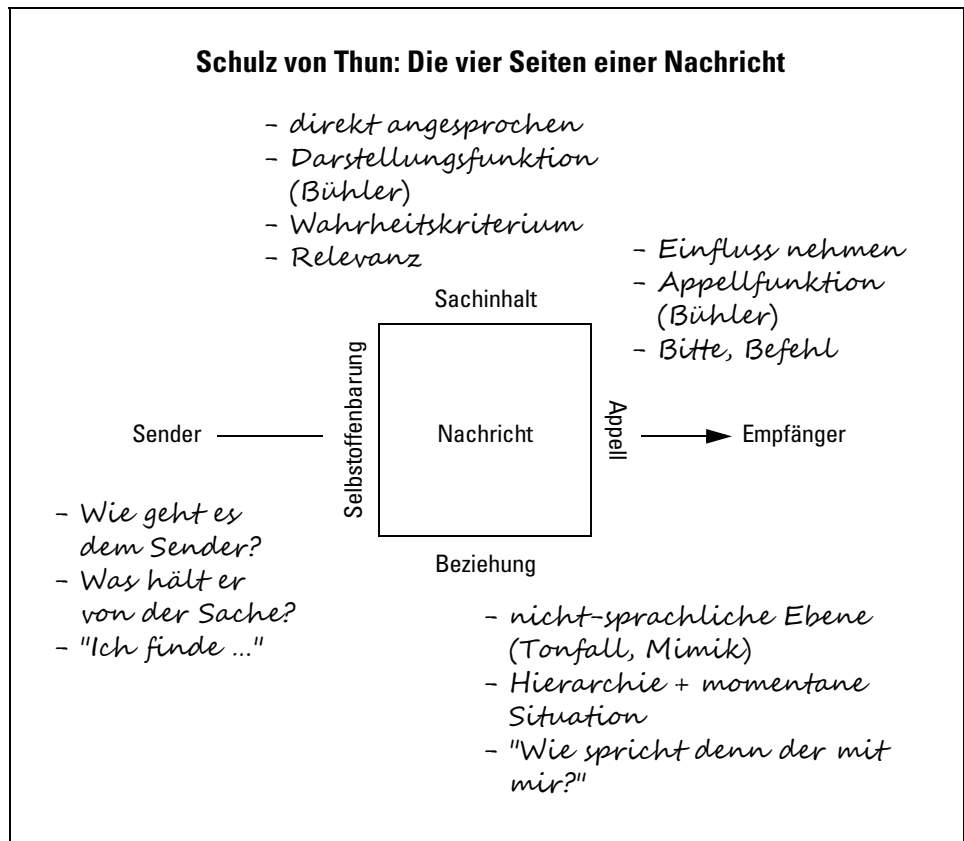 Schulz von Thun: Die vier Seiten einer Nachricht
- direkt angesprochen
- Darstellungsfunktion
(Bühler)
- Wahrheitskriterium
- Relevanz
- Einfluss nehmen
- Appellfunktion
(Bühler)
- Bitte, Befehl
Sachinhalt
Sender
Selbstoffenbarung
Nachricht
Appell
Empfänger
Beziehung
- Wie geht es
dem Sender?
- Was hält er
von der Sache?
- "Ich finde ..."
- nicht-sprachliche Ebene
(Tonfall, Mimik)
- Hierarchie + momentane
Situation
- "Wie spricht denn der mit
mir?"